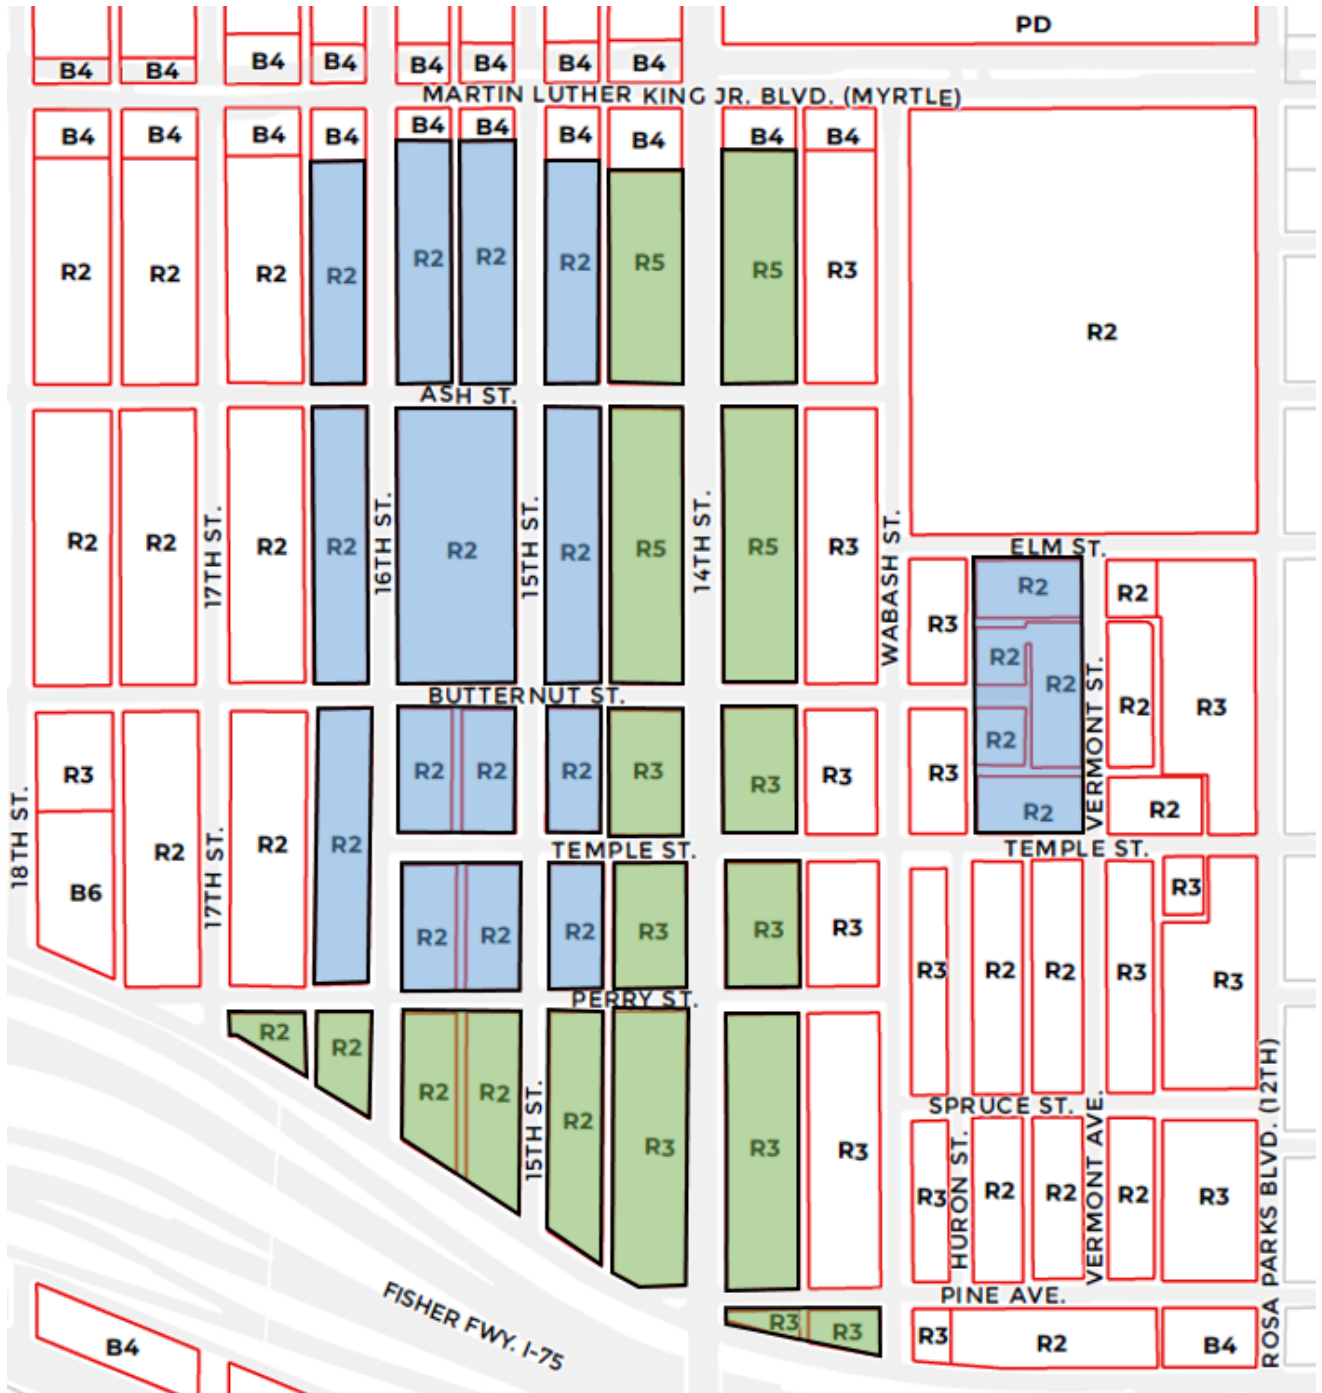 PD
B4 B4 B4 B4 B4 B4 B4 B4
MARTIN LUTHER KING JR. BLVD. (MYRTLE)
B4 B4 B4 B4 B4 B4 B4 B4 B4 B4
R2 R2 R2 R2 R2 R2 R2 R5 R5 R3
R2
ASH ST.
17TH ST.
16TH ST.
15TH ST.
14TH ST.
WABASH ST.
R2 R2 R2 R2 R2 R2 R5 R5 R3
ELM ST.
R3 R2 R2
R2 R2
R2 R3
BUTTERNUT ST.
VERMONT ST.
R3 R2 R2 R2 R3 R3 R3 R3 R2
R2 R2
18TH ST.
17TH ST.
R2 R2 R2
TEMPLE ST.
TEMPLE ST.
B6
R2 R2 R2 R3 R3 R3
R3
R3 R2 R2 R3 R3
PERRY ST.
R2 R2
R2 R2 R2 R3 R3 R3
15TH ST.
SPRUCE ST.
HURON ST.
VERMONT AVE.
ROSA PARKS BLVD. (12TH)
R3 R2 R2 R2 R3
PINE AVE.
FISHER FWY. I-75
R3 R3
R3 R2 B4
B4